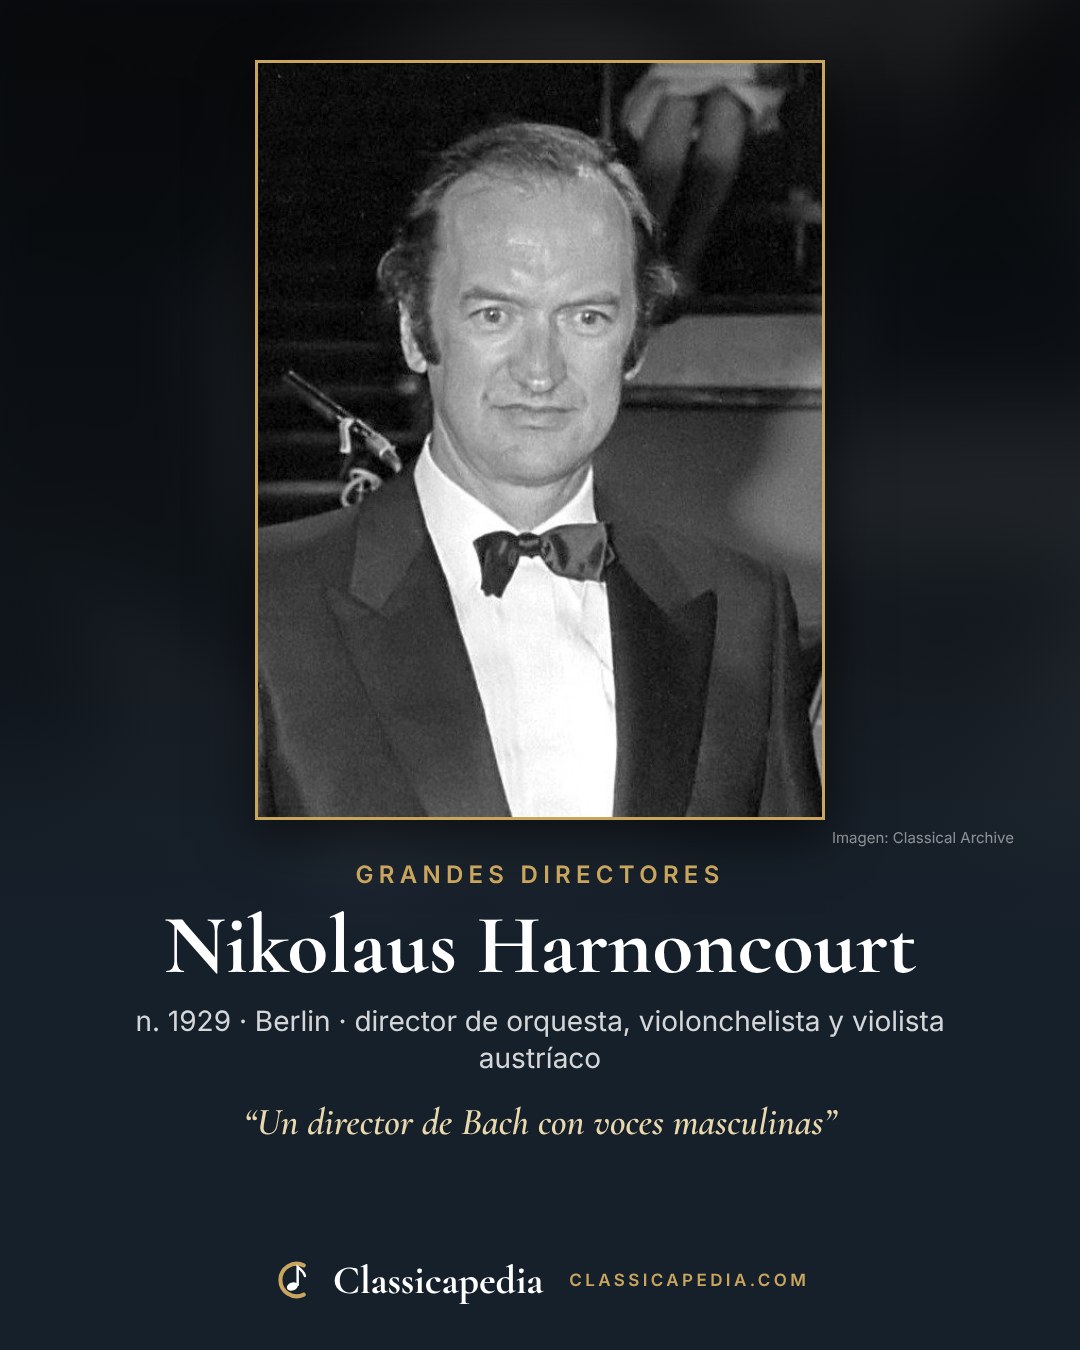 Imagen: Classical Archive
GRANDES DIRECTORES
Nikolaus Harnoncourt
n. 1929 · Berlin · director de orquesta, violonchelista y violista
austríaco
“Un director de Bach con voces masculinas”
Classicapedia CLASSICAPEDIA.COM